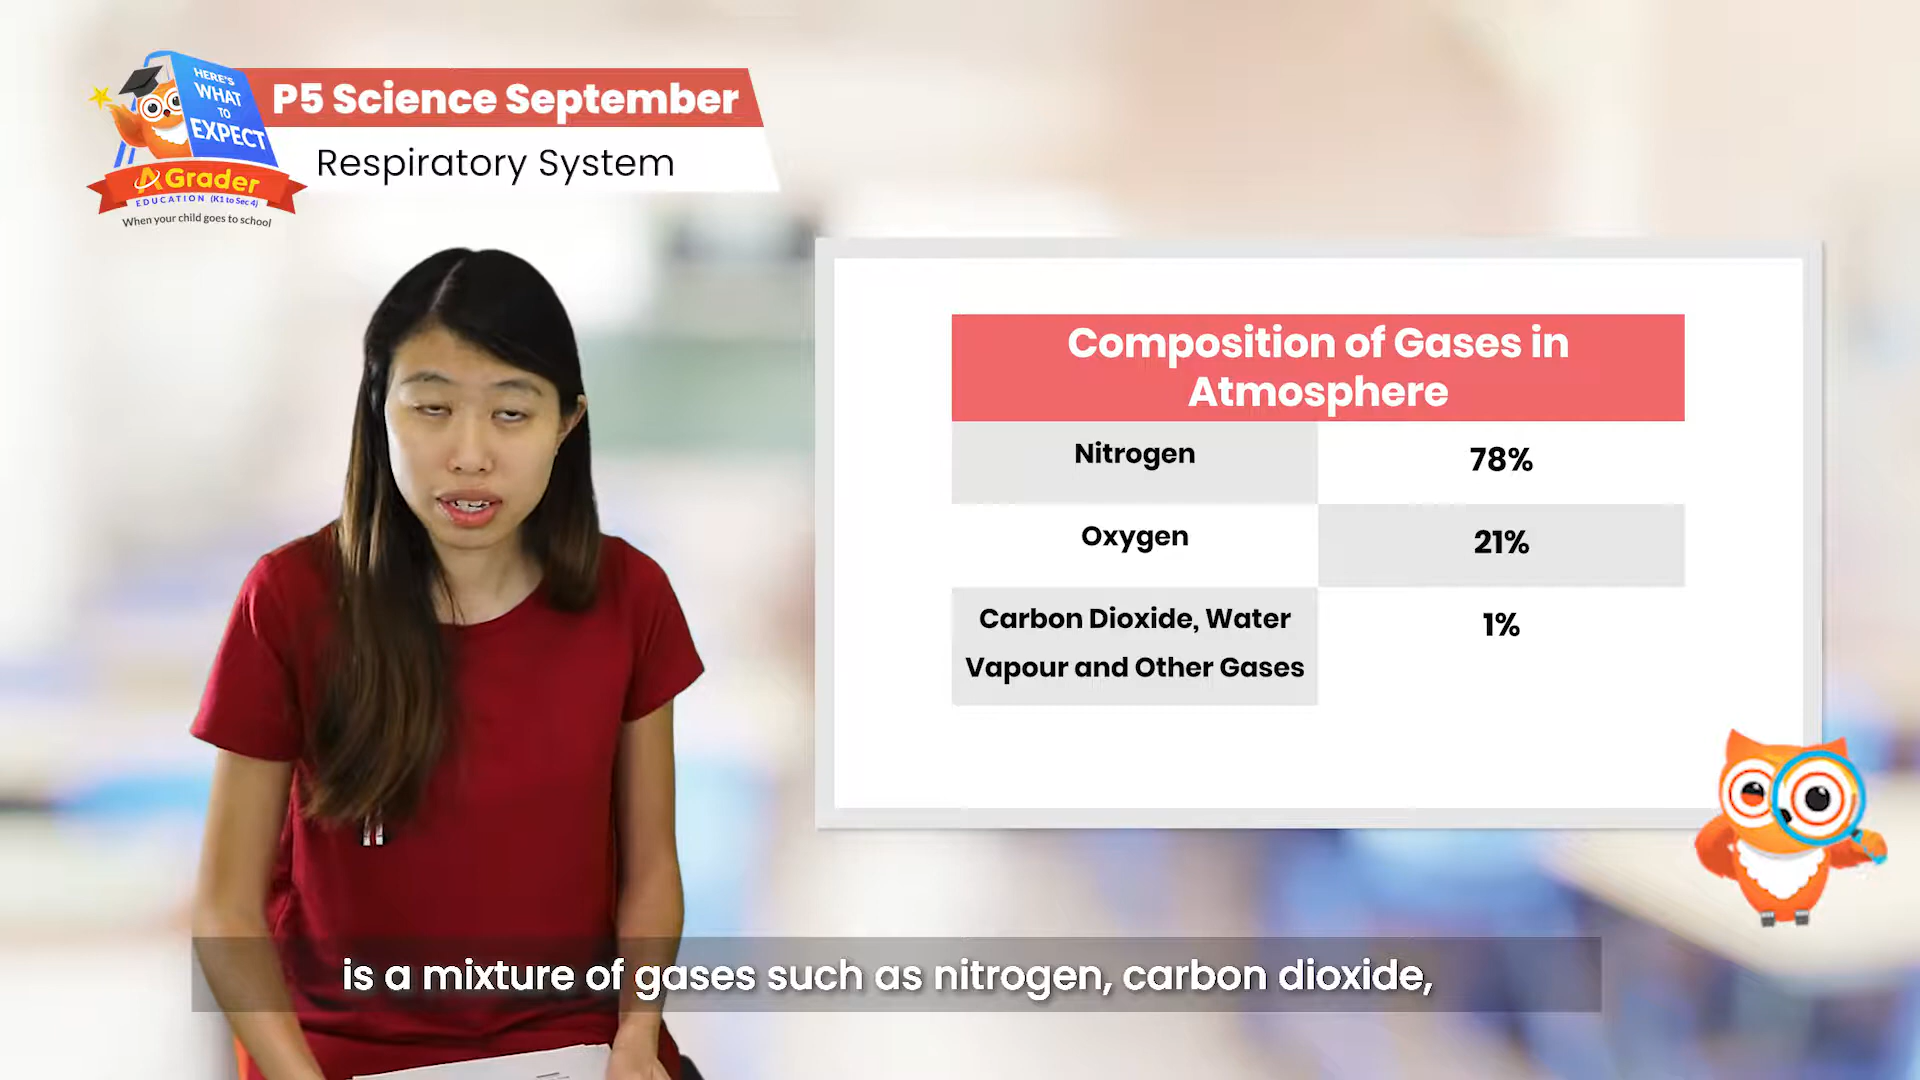 HERE'S
WHAT
TO
EXPECT
AGrader
EDUCATION (K1 to Sec 4)
When your child goes to school
P5 Science September
Respiratory System
Composition of Gases in
Atmosphere
Nitrogen 78%
Oxygen 21%
Carbon Dioxide, Water 1%
Vapour and Other Gases
is a mixture of gases such as nitrogen, carbon dioxide,